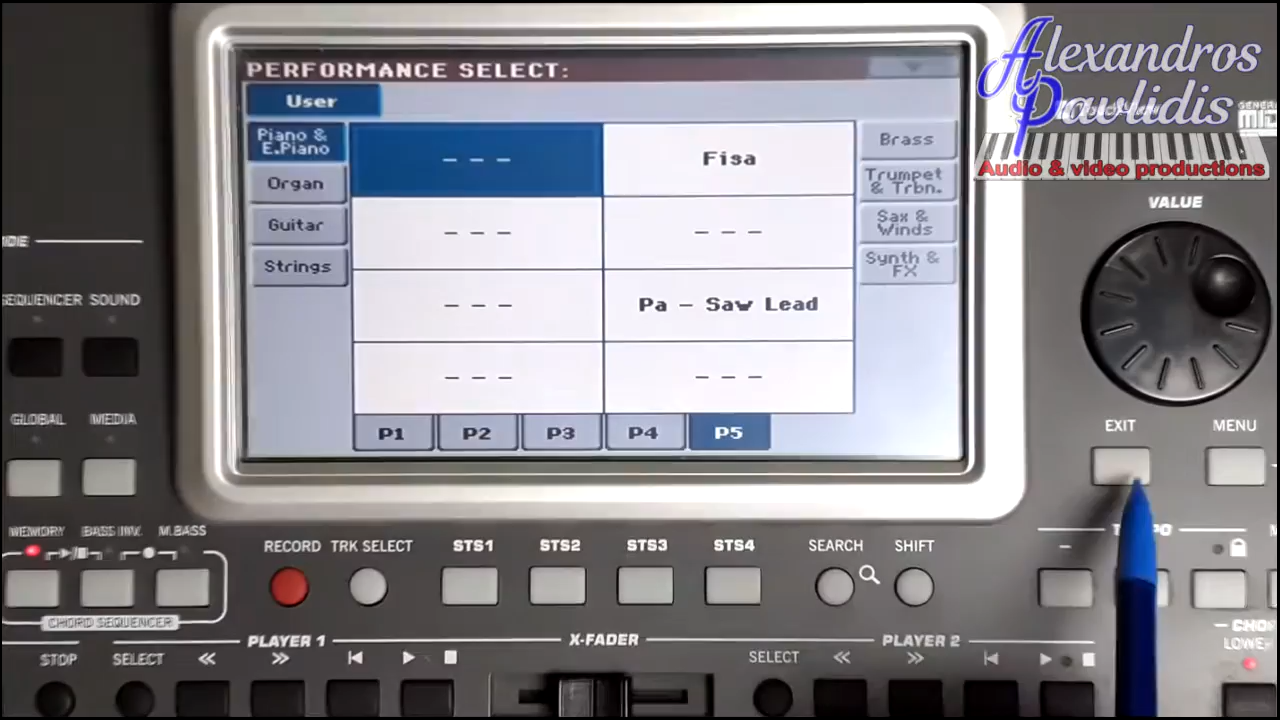 PERFORMANCE SELECT:
User
Piano &
E.Piano
Organ
Guitar
Strings
- - -
Fisa
- - -
- - -
- - -
Pa - Saw Lead
- - -
- - -
Brass
Trumpet
& Trbn.
Sax &
Winds
Synth &
FX
P1
P2
P3
P4
P5
Alexandros
Pavlidis
Audio & video productions
VALUE
SEQUENCER
SOUND
GLOBAL
MEDIA
EXIT
MENU
MEMORY
BASS INV.
M.BASS
CHORD SEQUENCER
RECORD
TRK SELECT
STS1
STS2
STS3
STS4
SEARCH
SHIFT
PLAYER 1
X-FADER
PLAYER 2
STOP
SELECT
SELECT